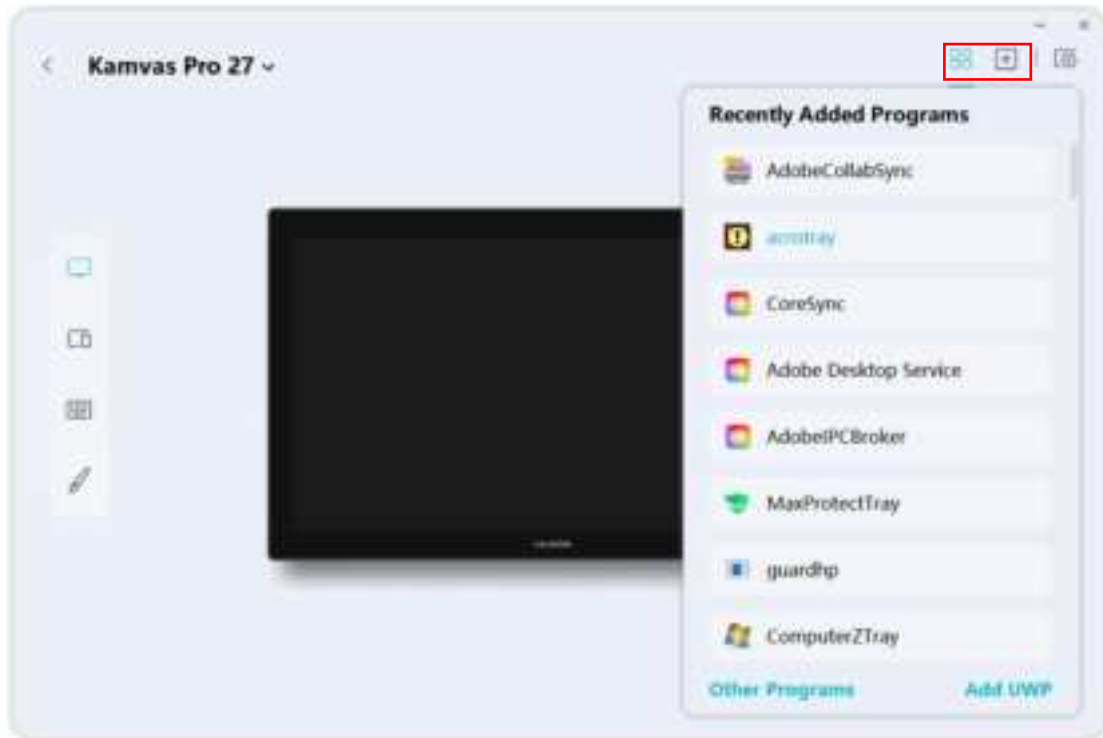 Kamvas Pro 27
Recently Added Programs
AdobeCollabSync
acrotray
CoreSync
Adobe Desktop Service
AdobeIPCBroker
MaxProtectTray
guardhp
ComputerZTray
Other Programs
Add UWP